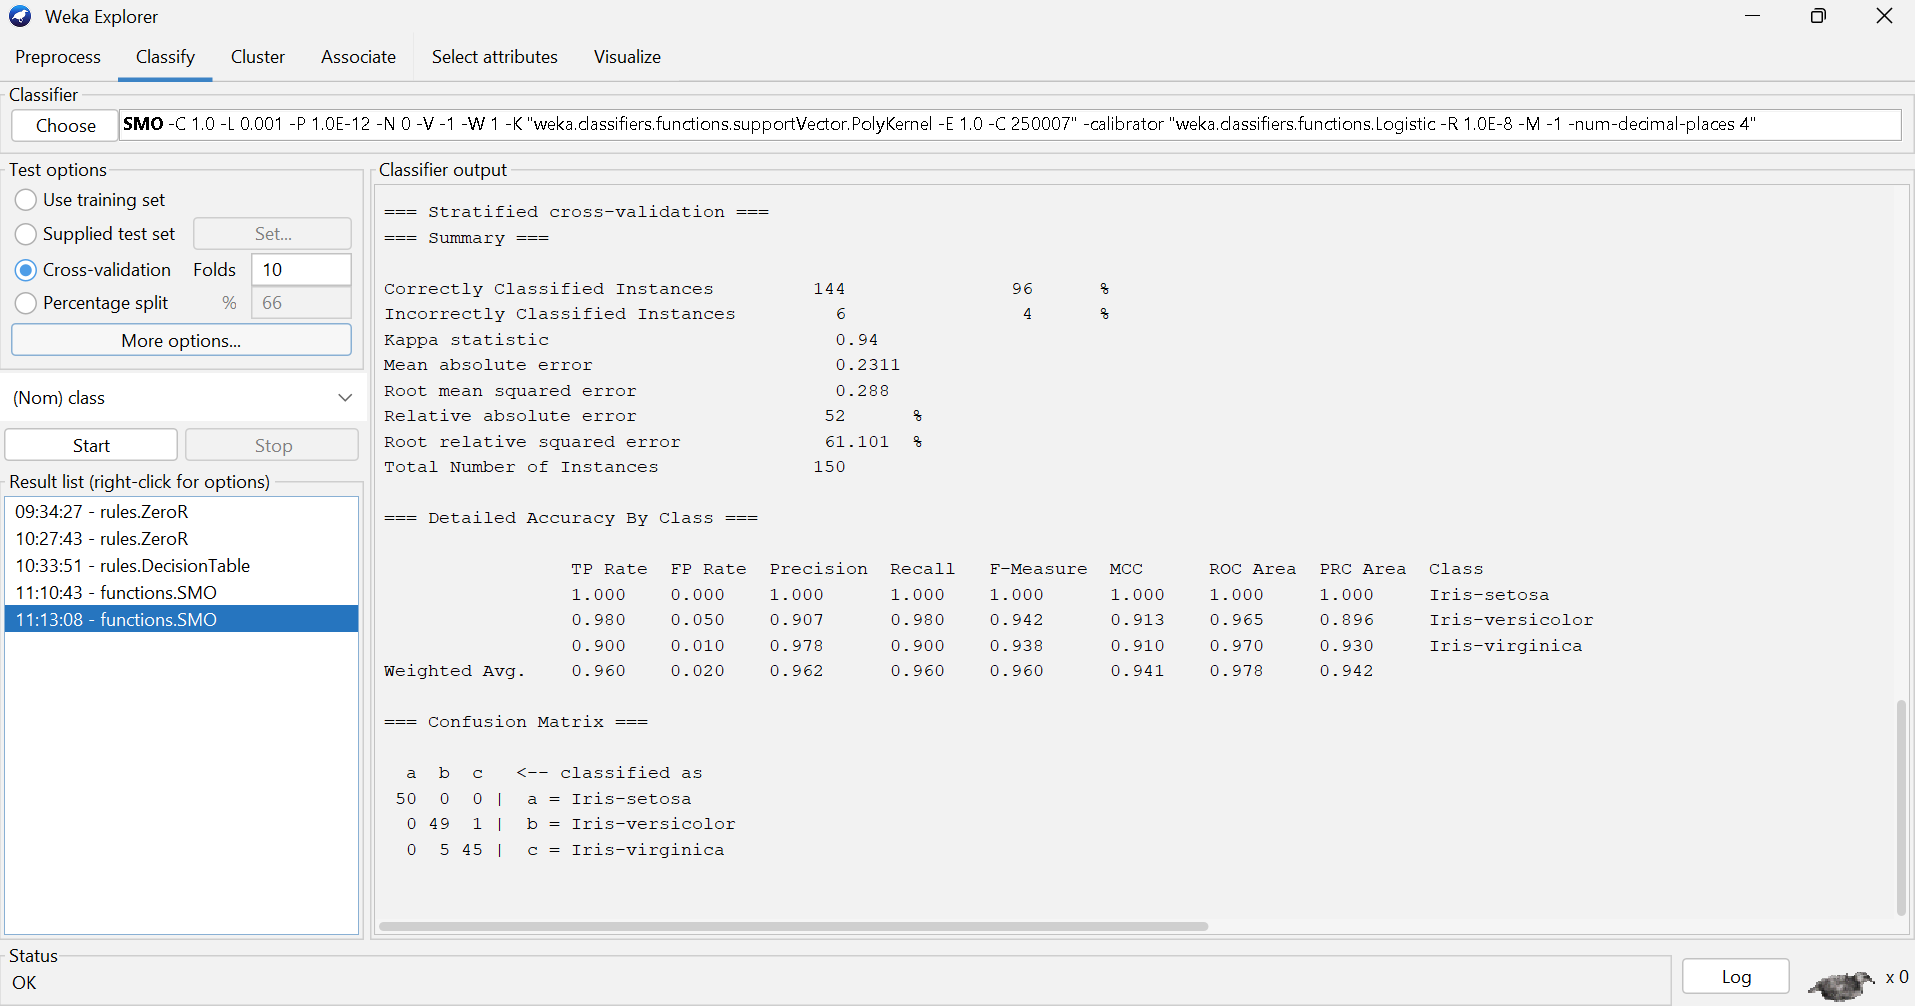 Weka Explorer
Preprocess Classify Cluster Associate Select attributes Visualize
Classifier
Choose SMO -C 1.0 -L 0.001 -P 1.0E-12 -N 0 -V -1 -W 1 -K "weka.classifiers.functions.supportVector.PolyKernel -E 1.0 -C 250007" -calibrator "weka.classifiers.functions.Logistic -R 1.0E-8 -M -1 -num-decimal-places 4"
Test options
Use training set
Supplied test set Set...
Cross-validation Folds 10
Percentage split % 66
More options...
(Nom) class
Start Stop
Result list (right-click for options)
09:34:27 - rules.ZeroR
10:27:43 - rules.ZeroR
10:33:51 - rules.DecisionTable
11:10:43 - functions.SMO
11:13:08 - functions.SMO
Classifier output
=== Stratified cross-validation ===
=== Summary ===
Correctly Classified Instances 144 96 %
Incorrectly Classified Instances 6 4 %
Kappa statistic 0.94
Mean absolute error 0.2311
Root mean squared error 0.288
Relative absolute error 52 %
Root relative squared error 61.101 %
Total Number of Instances 150
=== Detailed Accuracy By Class ===
TP Rate FP Rate Precision Recall F-Measure MCC ROC Area PRC Area Class
1.000 0.000 1.000 1.000 1.000 1.000 1.000 1.000 Iris-setosa
0.980 0.050 0.907 0.980 0.942 0.913 0.965 0.896 Iris-versicolor
0.900 0.010 0.978 0.900 0.938 0.910 0.970 0.930 Iris-virginica
Weighted Avg. 0.960 0.020 0.962 0.960 0.960 0.941 0.978 0.942
=== Confusion Matrix ===
a b c <-- classified as
50 0 0 | a = Iris-setosa
0 49 1 | b = Iris-versicolor
0 5 45 | c = Iris-virginica
Status
OK
Log x 0